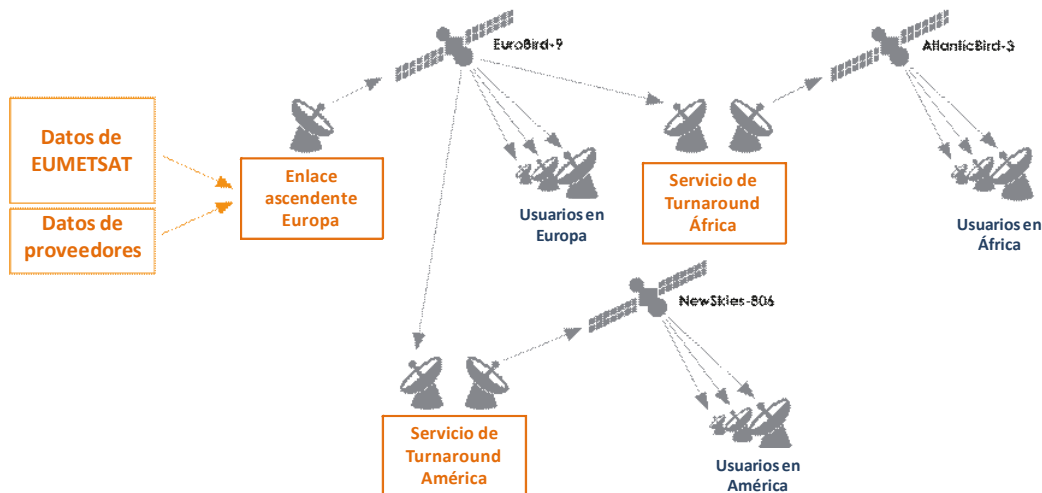 EuroBird-9
AtlanticBird-3
Datos de
EUMETSAT
Datos de
proveedores
Enlace
ascendente
Europa
Usuarios en
Europa
Servicio de
Turnaround
África
Usuarios en
África
NewSkies-806
Servicio de
Turnaround
América
Usuarios en
América